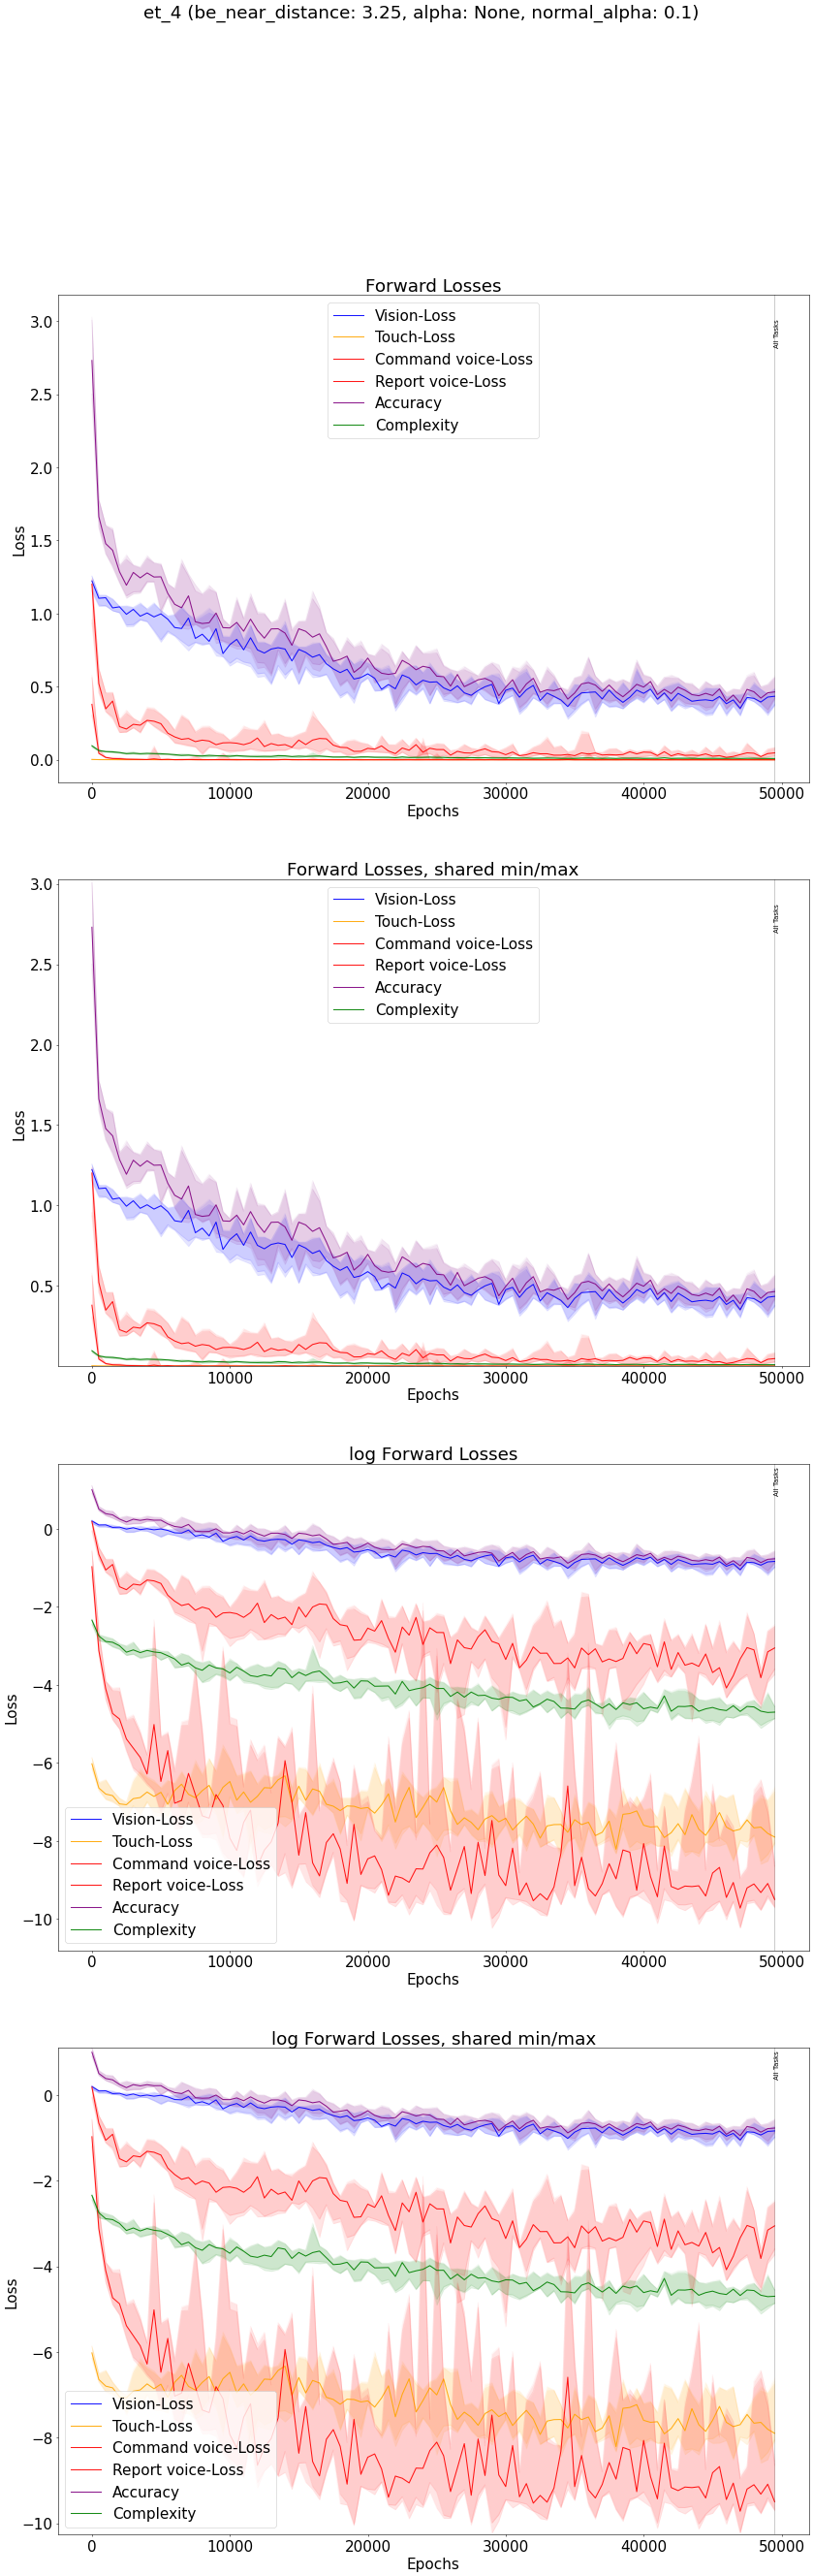 et_4 (be_near_distance: 3.25, alpha: None, normal_alpha: 0.1)
Forward Losses
Vision-Loss
Touch-Loss
Command voice-Loss
Report voice-Loss
Accuracy
Complexity
All Tasks
3.0
2.5
2.0
1.5
1.0
0.5
0.0
Loss
0 10000 20000 30000 40000 50000
Epochs
Forward Losses, shared min/max
Vision-Loss
Touch-Loss
Command voice-Loss
Report voice-Loss
Accuracy
Complexity
All Tasks
3.0
2.5
2.0
1.5
1.0
0.5
Loss
0 10000 20000 30000 40000 50000
Epochs
log Forward Losses
All Tasks
0
−2
−4
−6
−8
−10
Loss
Vision-Loss
Touch-Loss
Command voice-Loss
Report voice-Loss
Accuracy
Complexity
0 10000 20000 30000 40000 50000
Epochs
log Forward Losses, shared min/max
All Tasks
0
−2
−4
−6
−8
−10
Loss
Vision-Loss
Touch-Loss
Command voice-Loss
Report voice-Loss
Accuracy
Complexity
0 10000 20000 30000 40000 50000
Epochs